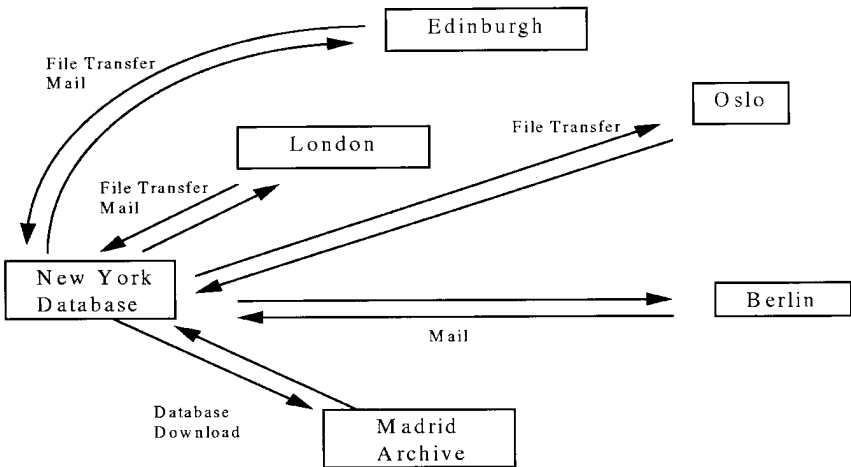 Edinburgh
File Transfer
Mail
Oslo
File Transfer
London
File Transfer
Mail
New York
Database
Berlin
Mail
Database
Download
Madrid
Archive